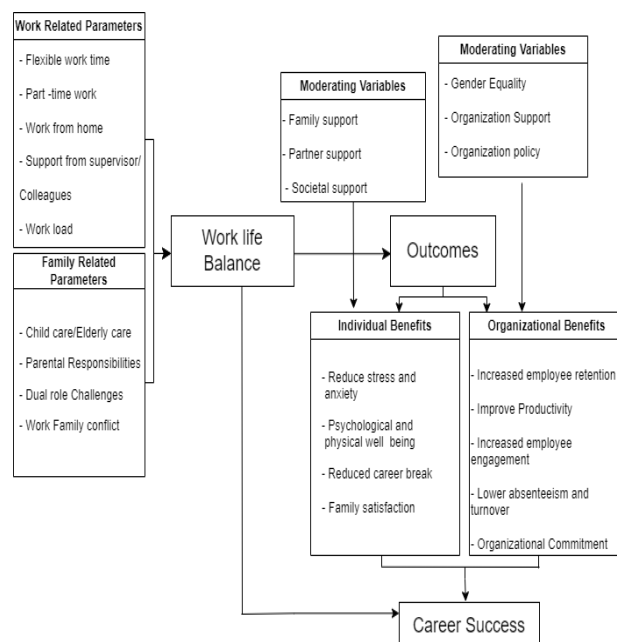 Work Related Parameters
- Flexible work time
- Part -time work
- Work from home
- Support from supervisor/
Colleagues
- Work load
Family Related
Parameters
- Child care/Elderly care
- Parental Responsibilities
- Dual role Challenges
- Work Family conflict
Work life
Balance
Moderating Variables
- Family support
- Partner support
- Societal support
Moderating Variables
- Gender Equality
- Organization Support
- Organization policy
Outcomes
Individual Benefits
- Reduce stress and
anxiety
- Psychological and
physical well being
- Reduced career break
- Family satisfaction
Organizational Benefits
- Increased employee retention
- Improve Productivity
- Increased employee
engagement
- Lower absenteeism and
turnover
- Organizational Commitment
Career Success